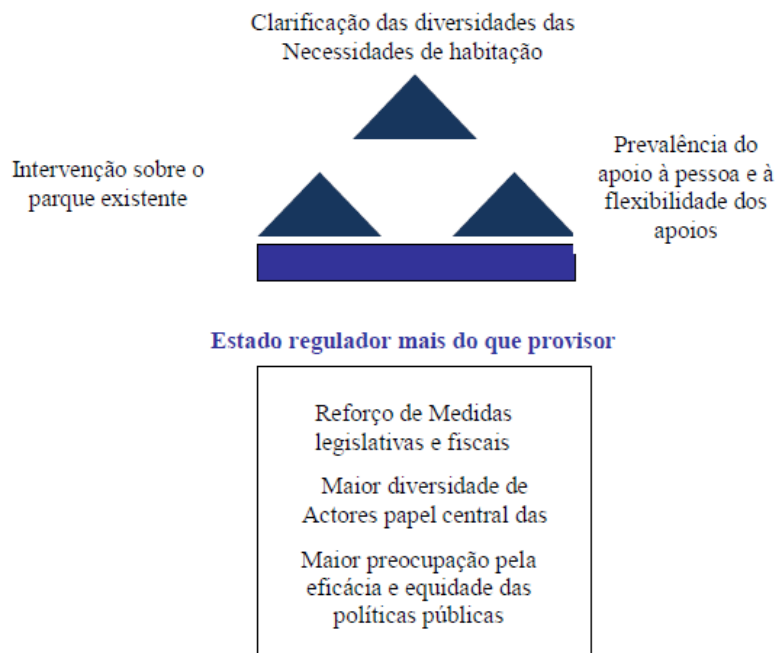 Clarificação das diversidades das
Necessidades de habitação
Intervenção sobre o
parque existente
Prevalência do
apoio à pessoa e à
flexibilidade dos
apoios
Estado regulador mais do que provisor
Reforço de Medidas
legislativas e fiscais
Maior diversidade de
Actores papel central das
Maior preocupação pela
eficácia e equidade das
políticas públicas